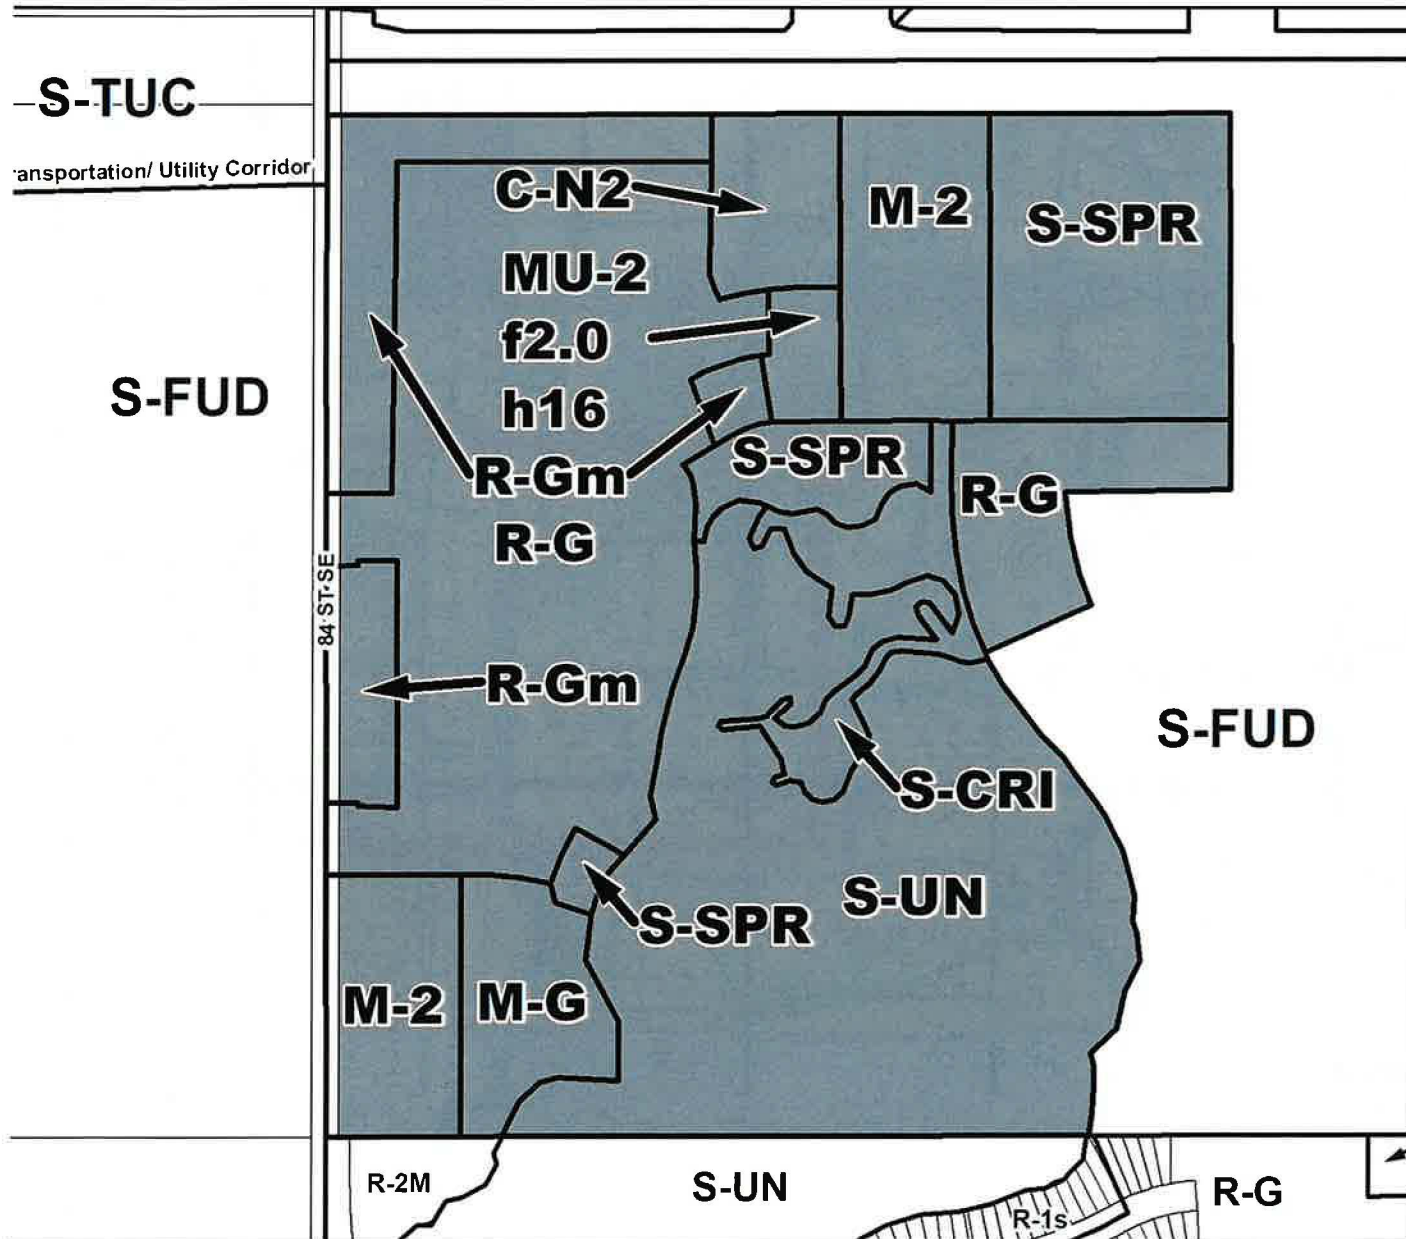 S-TUC
ansportation/ Utility Corridor
C-N2
M-2
S-SPR
MU-2
f2.0
h16
S-FUD
R-Gm
S-SPR
R-G
R-G
84 ST SE
R-Gm
S-FUD
S-CRI
S-UN
S-SPR
M-2
M-G
R-2M
S-UN
R-G
R-1s